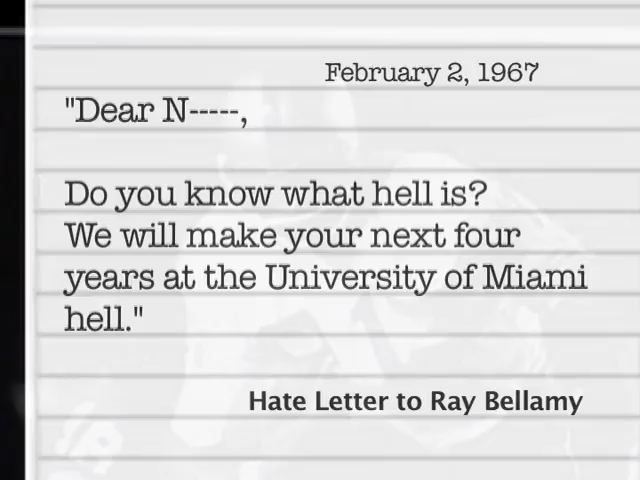 February 2, 1967
"Dear N-----,
Do you know what hell is?
We will make your next four
years at the University of Miami
hell."
Hate Letter to Ray Bellamy